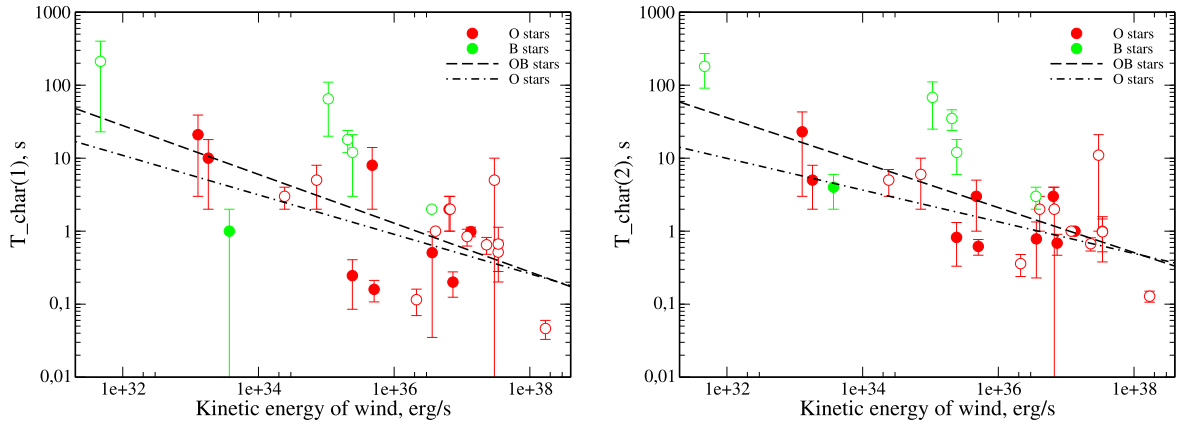 1000
100
10
1
0,1
0,01
T_char(1), s
1e+32
1e+34
1e+36
1e+38
Kinetic energy of wind, erg/s
O stars
B stars
OB stars
O stars
1000
100
10
1
0,1
0,01
T_char(2), s
1e+32
1e+34
1e+36
1e+38
Kinetic energy of wind, erg/s
O stars
B stars
OB stars
O stars